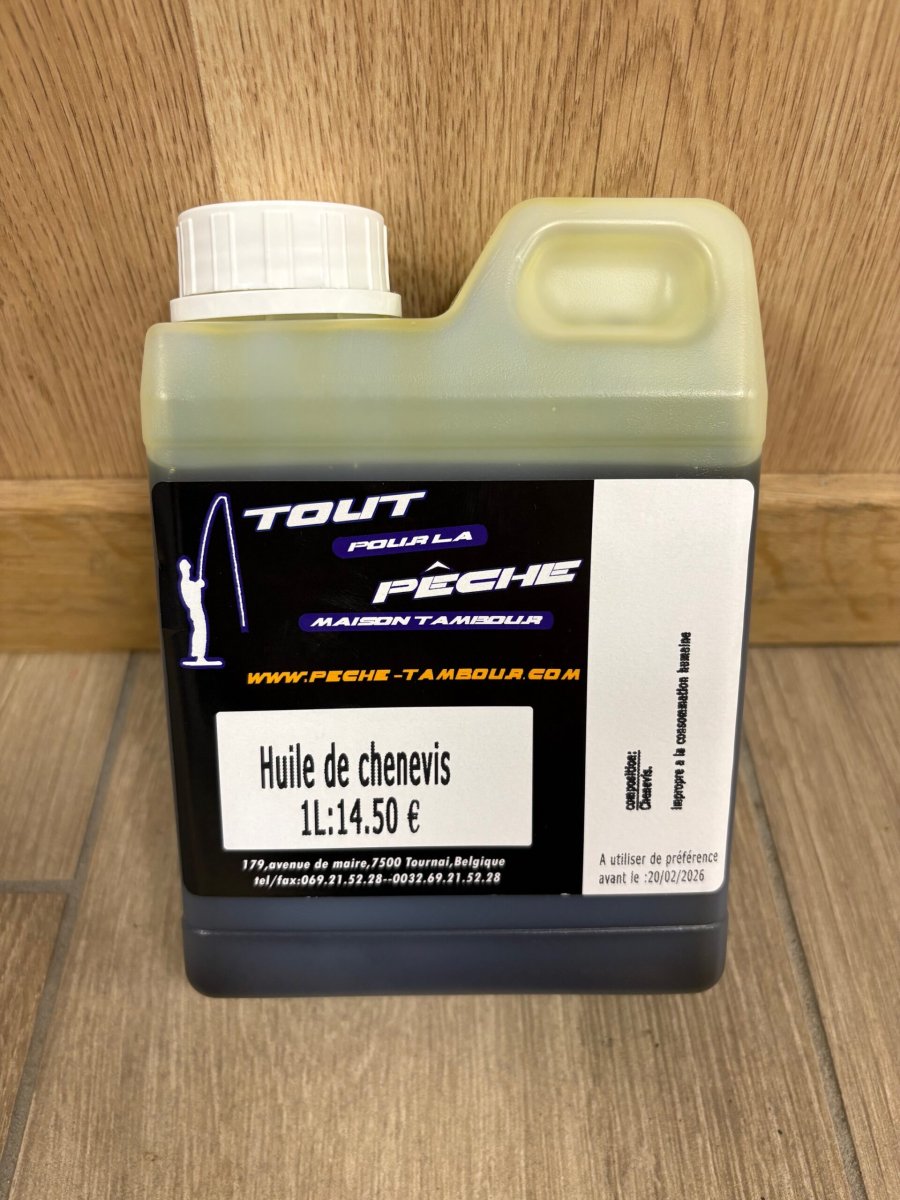 TOUT
POUR LA
PÊCHE
MAISON TAMBOUR
WWW.PECHE-TAMBOUR.COM
Huile de chenevis
1L:14.50 €
179,avenue de maire,7500 Tournai,Belgique
tel/fax:069.21.52.28--0032.69.21.52.28
composition:
Chenevis.
impropre a la consommation humaine
A utiliser de préférence
avant le :20/02/2026